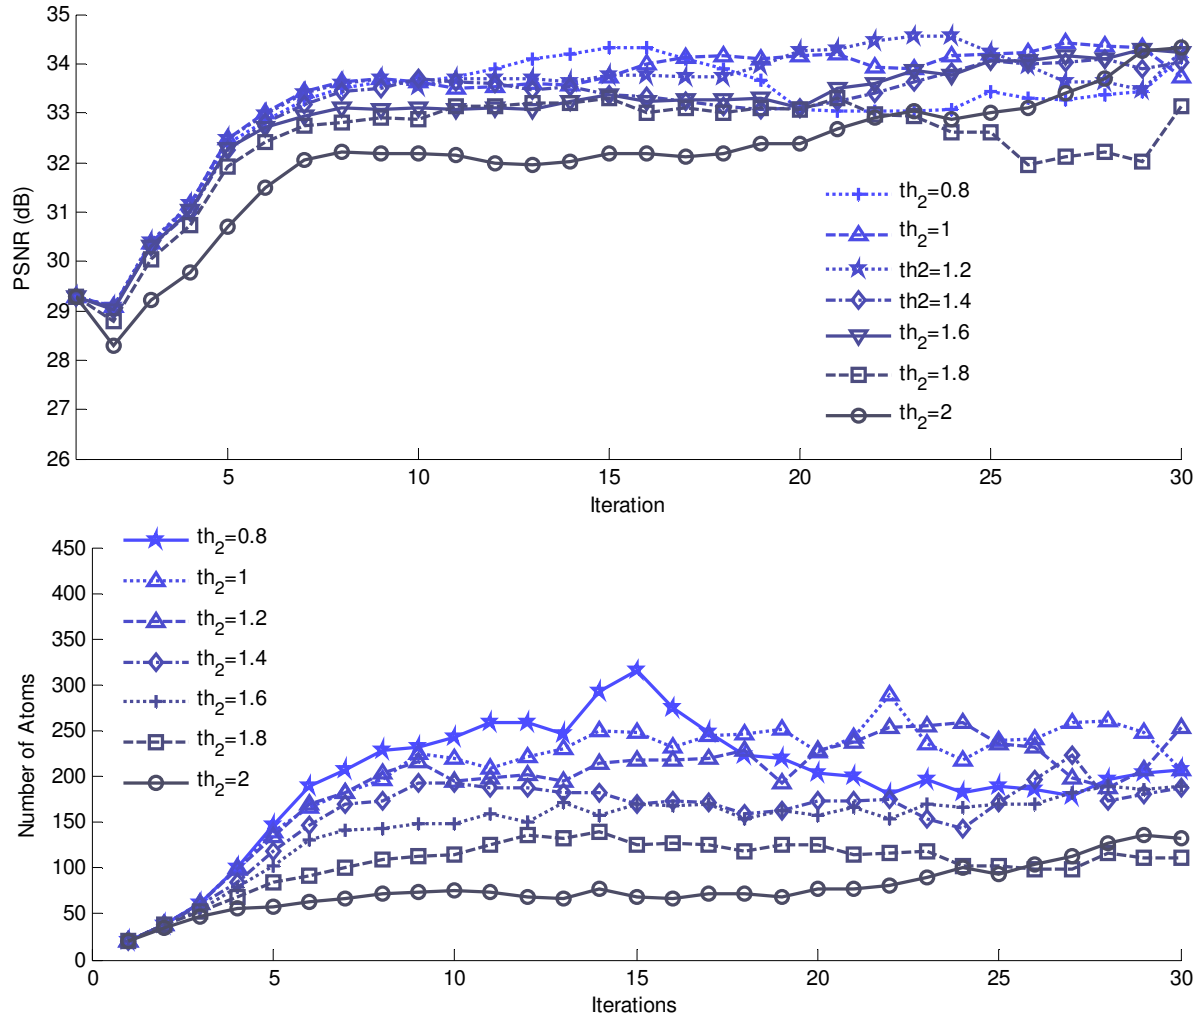 35
34
33
32
31
30
29
28
27
26
PSNR (dB)
th2=0.8
th2=1
th2=1.2
th2=1.4
th2=1.6
th2=1.8
th2=2
5
10
15
20
25
30
Iteration
th2=0.8
th2=1
th2=1.2
th2=1.4
th2=1.6
th2=1.8
th2=2
450
400
350
300
250
200
150
100
50
0
Number of Atoms
0
5
10
15
20
25
30
Iterations